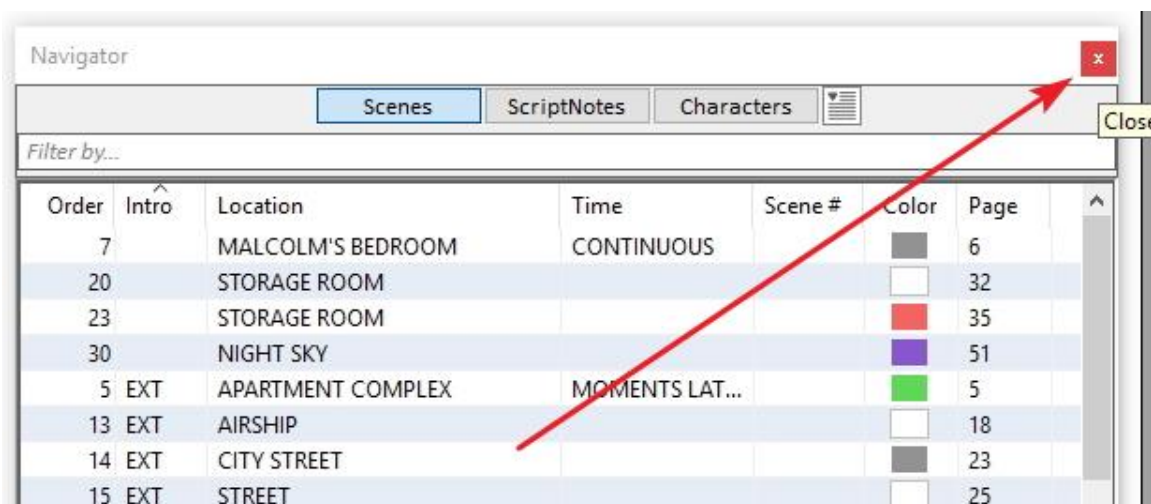 Navigator x
Scenes ScriptNotes Characters
Close
Filter by...
Order Intro Location Time Scene # Color Page
7 MALCOLM'S BEDROOM CONTINUOUS 6
20 STORAGE ROOM 32
23 STORAGE ROOM 35
30 NIGHT SKY 51
5 EXT APARTMENT COMPLEX MOMENTS LAT... 5
13 EXT AIRSHIP 18
14 EXT CITY STREET 23
15 EXT STREET 25